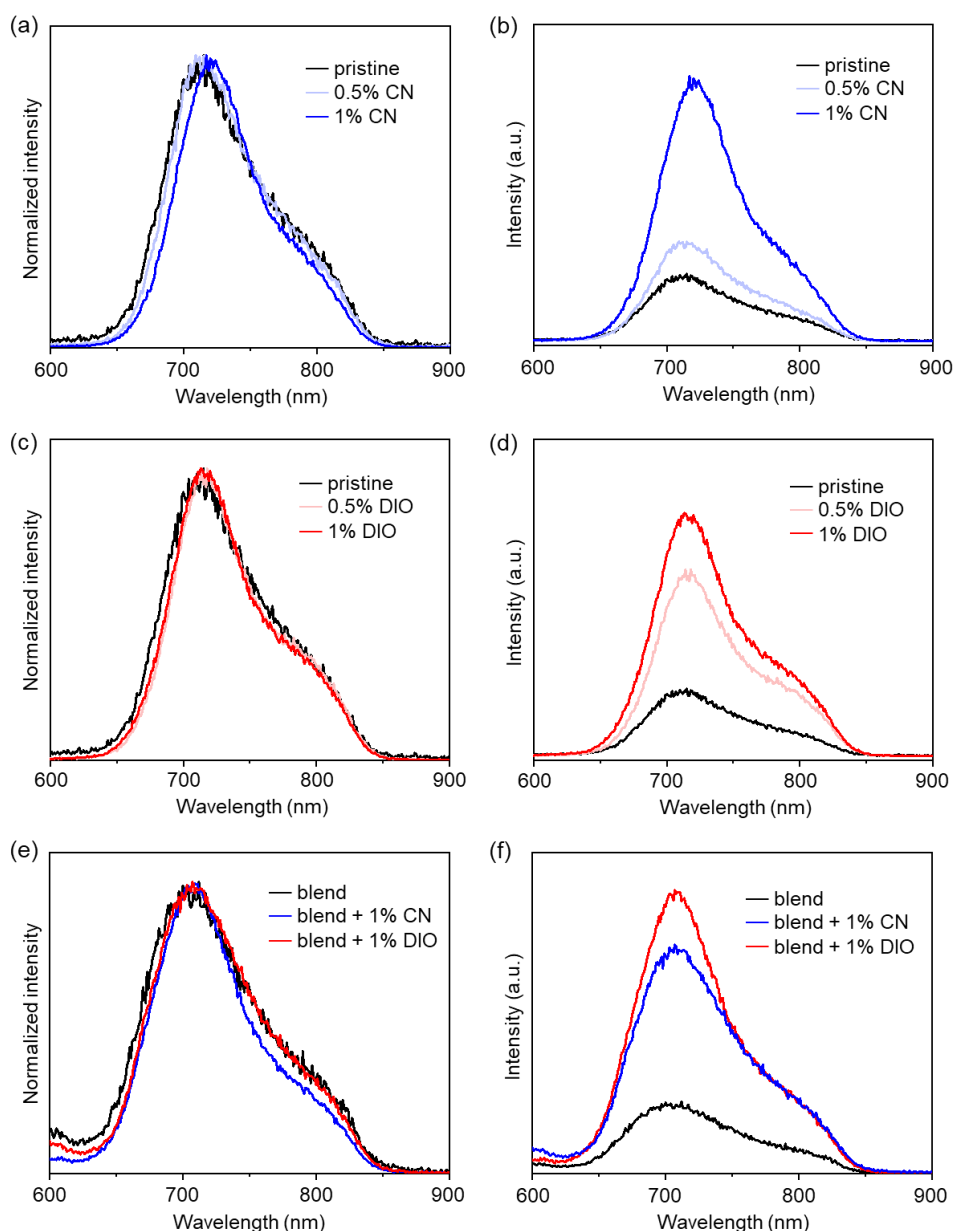 (a)
pristine
0.5% CN
1% CN
Normalized intensity
600 700 800 900
Wavelength (nm)
(b)
pristine
0.5% CN
1% CN
Intensity (a.u.)
600 700 800 900
Wavelength (nm)
(c)
pristine
0.5% DIO
1% DIO
Normalized intensity
600 700 800 900
Wavelength (nm)
(d)
pristine
0.5% DIO
1% DIO
Intensity (a.u.)
600 700 800 900
Wavelength (nm)
(e)
blend
blend + 1% CN
blend + 1% DIO
Normalized intensity
600 700 800 900
Wavelength (nm)
(f)
blend
blend + 1% CN
blend + 1% DIO
Intensity (a.u.)
600 700 800 900
Wavelength (nm)